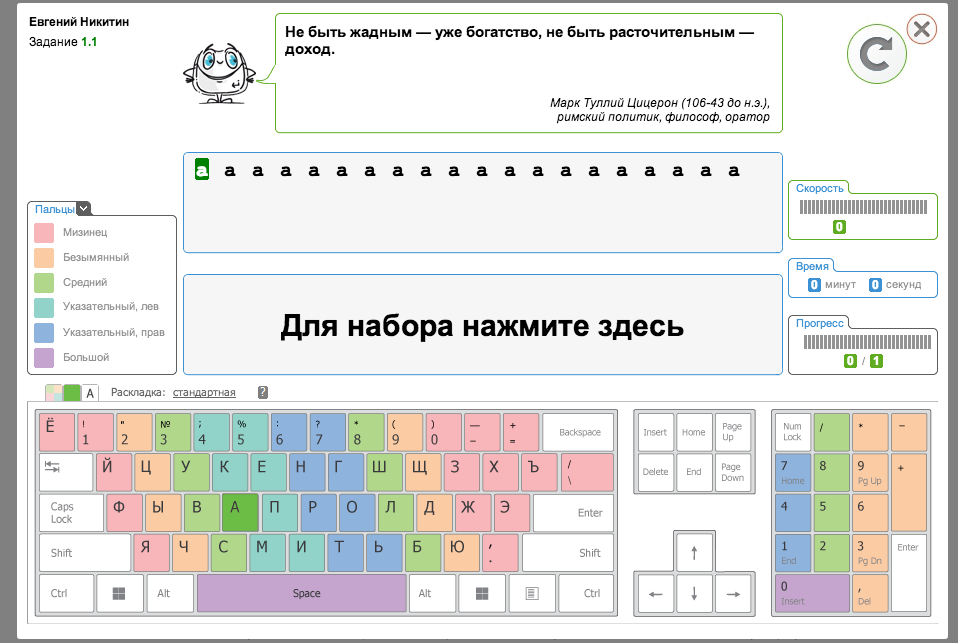 Евгений Никитин
Задание 1.1
Не быть жадным — уже богатство, не быть расточительным —
доход.
Марк Туллий Цицерон (106-43 до н.э.),
римский политик, философ, оратор
а а а а а а а а а а а а а а а а а а а а
Для набора нажмите здесь
Пальцы
Мизинец
Безымянный
Средний
Указательный, лев
Указательный, прав
Большой
Скорость
0
Время
0 минут 0 секунд
Прогресс
0 / 1
А Раскладка: стандартная ?
Ё ! 1 " 2 № 3 ; 4 % 5 : 6 ? 7 * 8 ( 9 ) 0 — - + = Backspace
Й Ц У К Е Н Г Ш Щ З Х Ъ / \
Caps Lock Ф Ы В А П Р О Л Д Ж Э Enter
Shift Я Ч С М И Т Ь Б Ю , . Shift
Ctrl Alt Space Alt Ctrl
Insert Home Page Up
Delete End Page Down
↑
← ↓ →
Num Lock / * −
7 Home 8 9 Pg Up +
4 5 6
1 End 2 3 Pg Dn Enter
0 Insert , Del